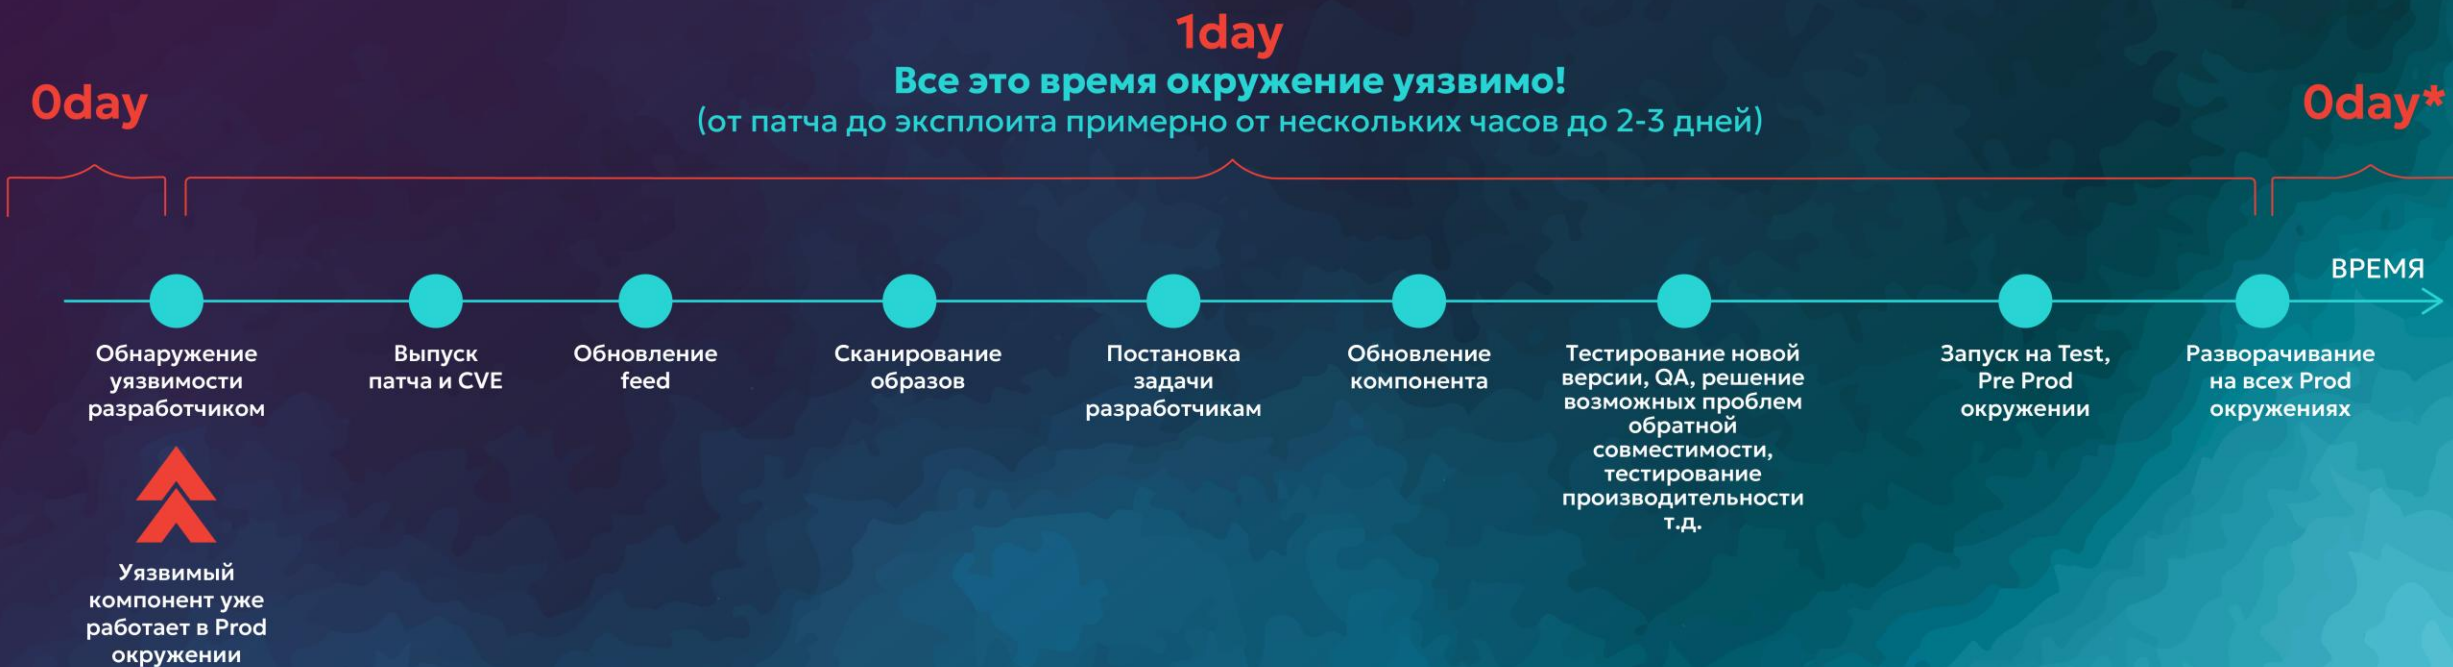 1day
Все это время окружение уязвимо!
(от патча до эксплоита примерно от нескольких часов до 2-3 дней)
0day
0day*
ВРЕМЯ
Обнаружение
уязвимости
разработчиком
Выпуск
патча и CVE
Обновление
feed
Сканирование
образов
Постановка
задачи
разработчикам
Обновление
компонента
Тестирование новой
версии, QA, решение
возможных проблем
обратной
совместимости,
тестирование
производительности
т.д.
Запуск на Test,
Pre Prod
окружении
Разворачивание
на всех Prod
окружениях
Уязвимый
компонент уже
работает в Prod
окружении